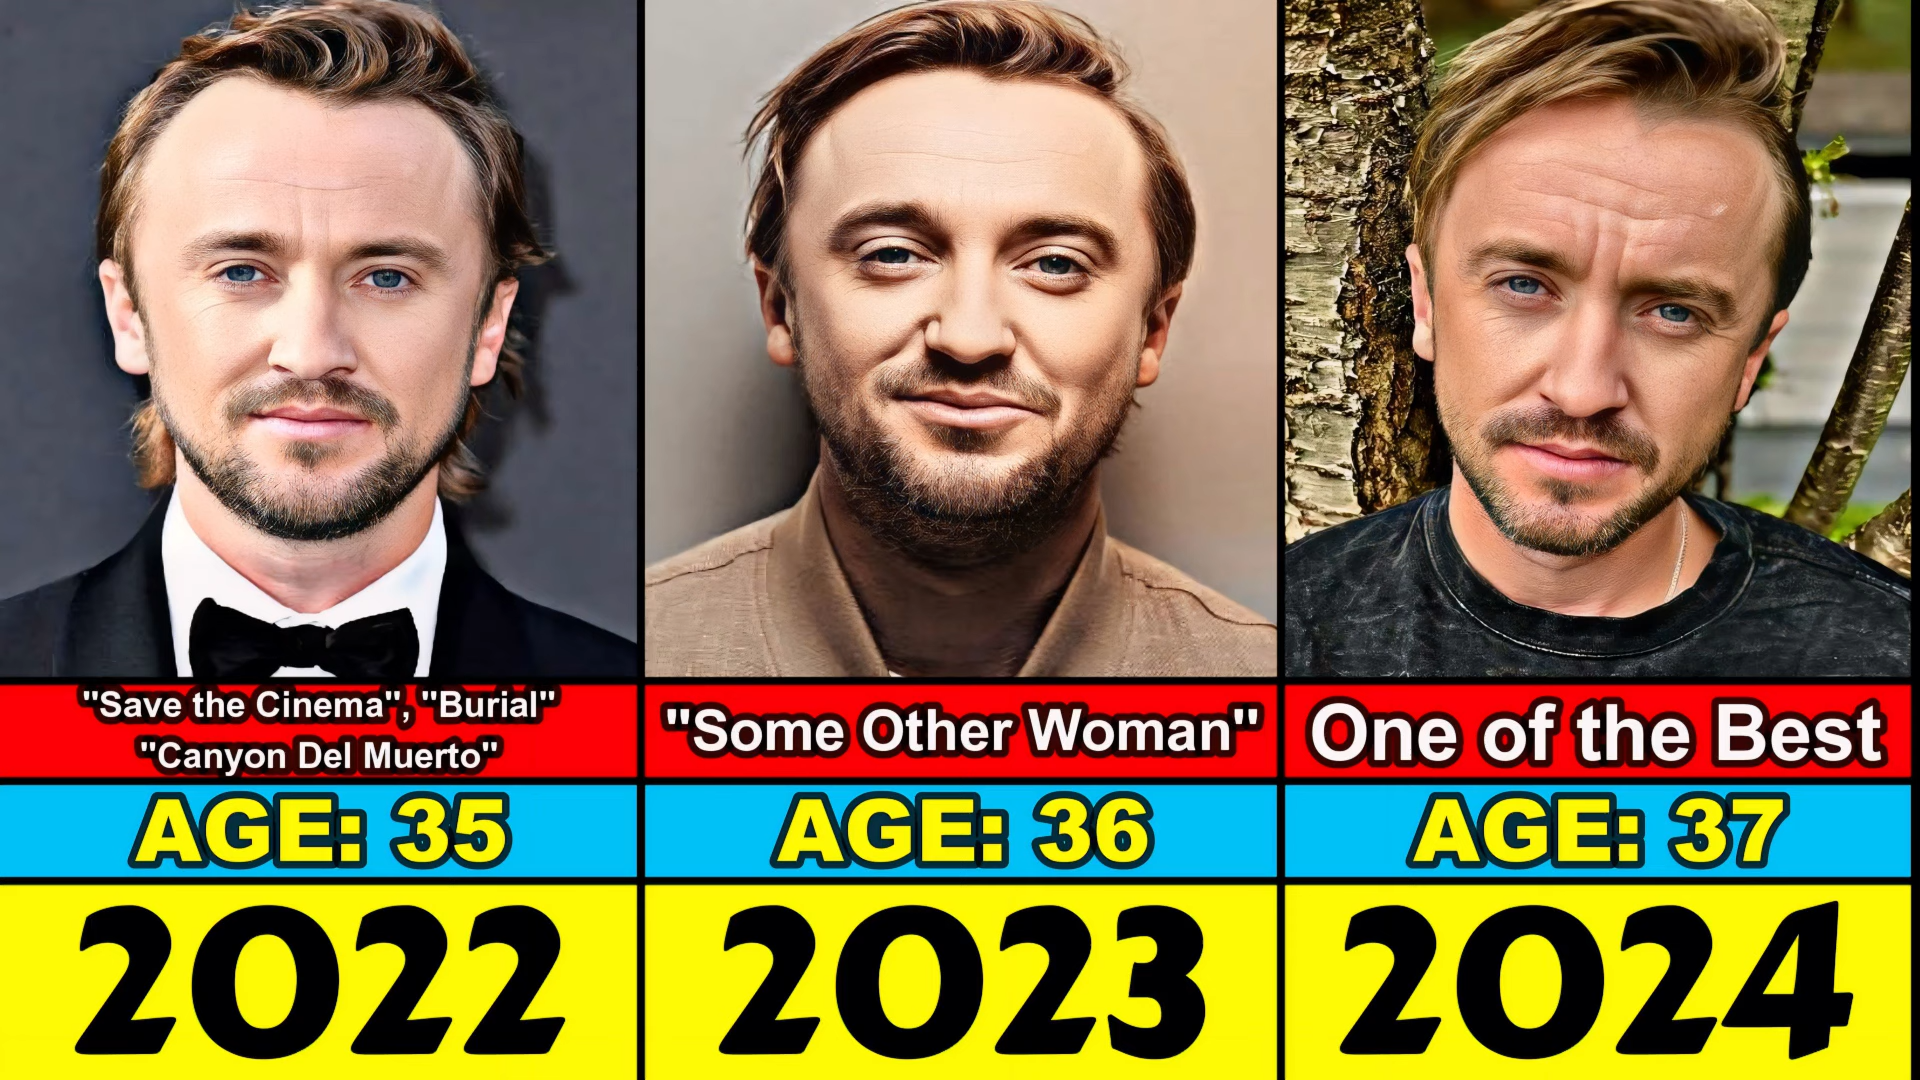 "Save the Cinema", "Burial"
"Canyon Del Muerto"
AGE: 35
2022
"Some Other Woman"
AGE: 36
2023
One of the Best
AGE: 37
2024